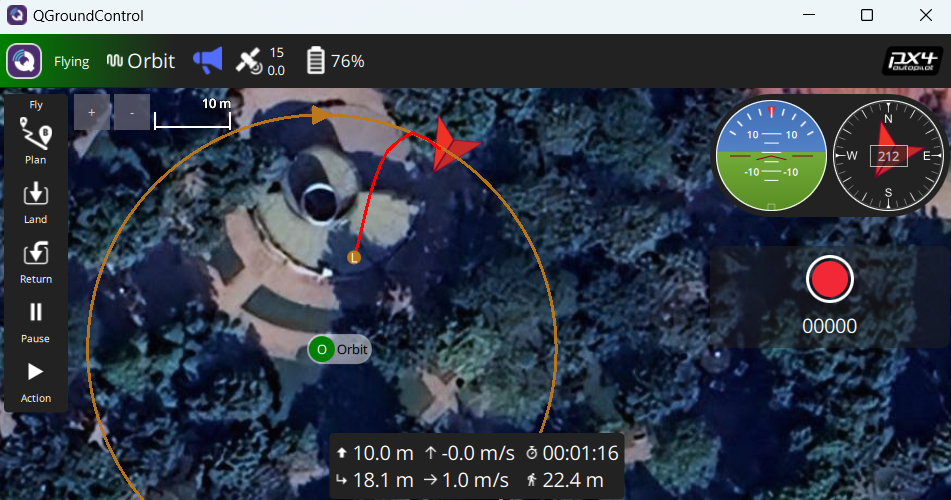 QGroundControl
Flying
Orbit
15
0.0
76%
PX4
autopilot
Fly
+
-
10 m
Plan
Land
Return
Pause
Action
L
O Orbit
10 10
-10 -10
N
W 212 E
S
00000
10.0 m -0.0 m/s 00:01:16
18.1 m 1.0 m/s 22.4 m